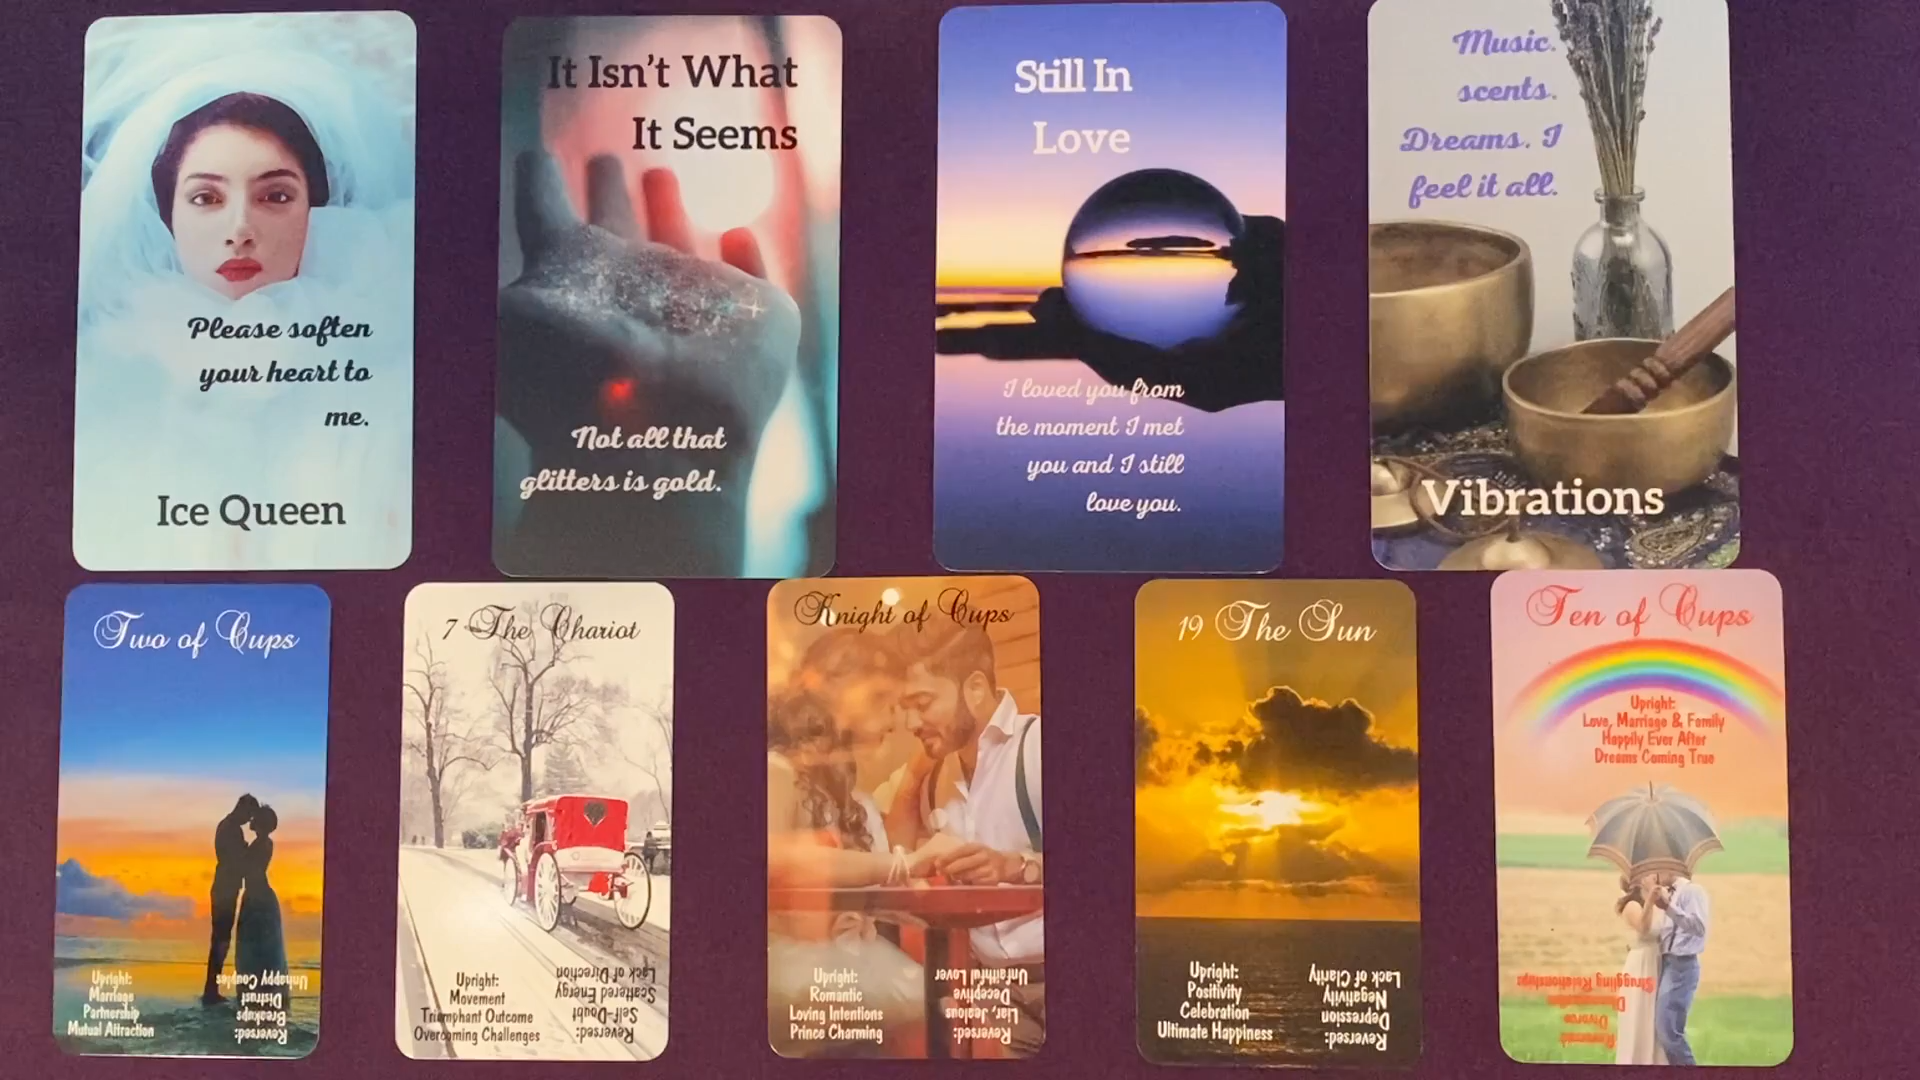 Please soften
your heart to
me.
Ice Queen
It Isn't What
It Seems
Not all that
glitters is gold.
Still In
Love
I loved you from
the moment I met
you and I still
love you.
Music.
scents.
Dreams. I
feel it all.
Vibrations
Two of Cups
Upright:
Marriage
Partnership
Mutual Attraction
Reversed:
Breakups
Distrust
Unhappy Couples
7 The Chariot
Upright:
Movement
Triumphant Outcome
Overcoming Challenges
Reversed:
Self-Doubt
Scattered Energy
Lack of Direction
Knight of Cups
Upright:
Romantic
Loving Intentions
Prince Charming
Reversed:
Liar, Jealous
Deceptive
Unfaithful Lover
19 The Sun
Upright:
Positivity
Celebration
Ultimate Happiness
Reversed:
Depression
Negativity
Lack of Clarity
Ten of Cups
Upright:
Love, Marriage & Family
Happily Ever After
Dreams Coming True
Reversed:
Divorce
Struggling Relationships